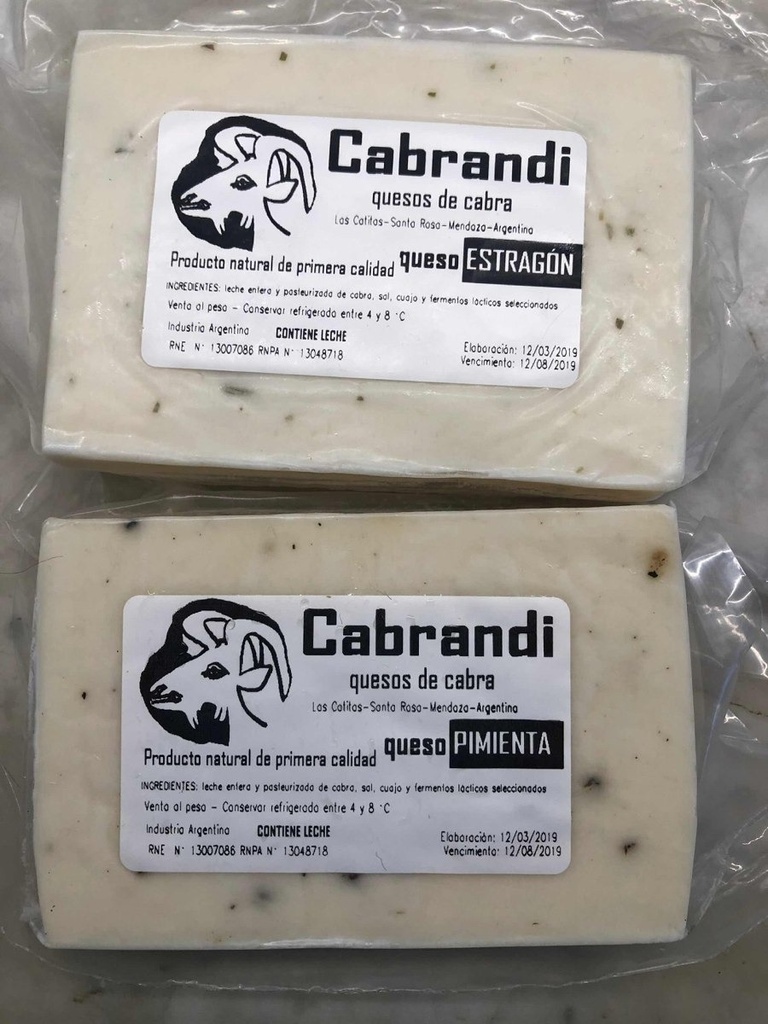 Cabrandi
quesos de cabra
Las Catitas-Santa Rosa-Mendoza-Argentina
Producto natural de primera calidad queso ESTRAGÓN
INGREDIENTES: leche entera y pasteurizada de cabra, sal, cuajo y fermentos lácticos seleccionados
Venta al peso - Conservar refrigerado entre 4 y 8 °C
Industria Argentina CONTIENE LECHE
Elaboración: 12/03/2019
RNE N° 13007086 RNPA N° 13048718
Vencimiento: 12/08/2019
Cabrandi
quesos de cabra
Las Catitas-Santa Rosa-Mendoza-Argentina
Producto natural de primera calidad queso PIMIENTA
INGREDIENTES: leche entera y pasteurizada de cabra, sal, cuajo y fermentos lácticos seleccionados
Venta al peso - Conservar refrigerado entre 4 y 8 °C
Industria Argentina CONTIENE LECHE
Elaboración: 12/03/2019
RNE N° 13007086 RNPA N° 13048718
Vencimiento: 12/08/2019